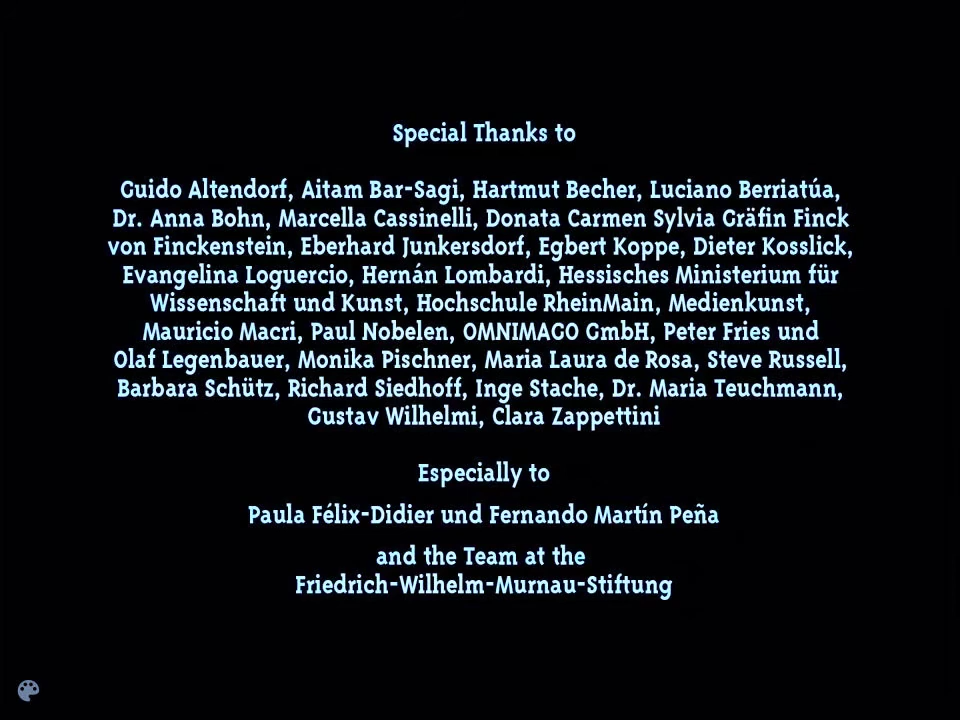 Special Thanks to
Guido Altendorf, Aitam Bar-Sagi, Hartmut Becher, Luciano Berriatúa,
Dr. Anna Bohn, Marcella Cassinelli, Donata Carmen Sylvia Gräfin Finck
von Finckenstein, Eberhard Junkersdorf, Egbert Koppe, Dieter Kosslick,
Evangelina Loguercio, Hernán Lombardi, Hessisches Ministerium für
Wissenschaft und Kunst, Hochschule RheinMain, Medienkunst,
Mauricio Macri, Paul Nobelen, OMNIMAGO GmbH, Peter Fries und
Olaf Legenbauer, Monika Pischner, Maria Laura de Rosa, Steve Russell,
Barbara Schütz, Richard Siedhoff, Inge Stache, Dr. Maria Teuchmann,
Gustav Wilhelmi, Clara Zappettini
Especially to
Paula Félix-Didier und Fernando Martín Peña
and the Team at the
Friedrich-Wilhelm-Murnau-Stiftung